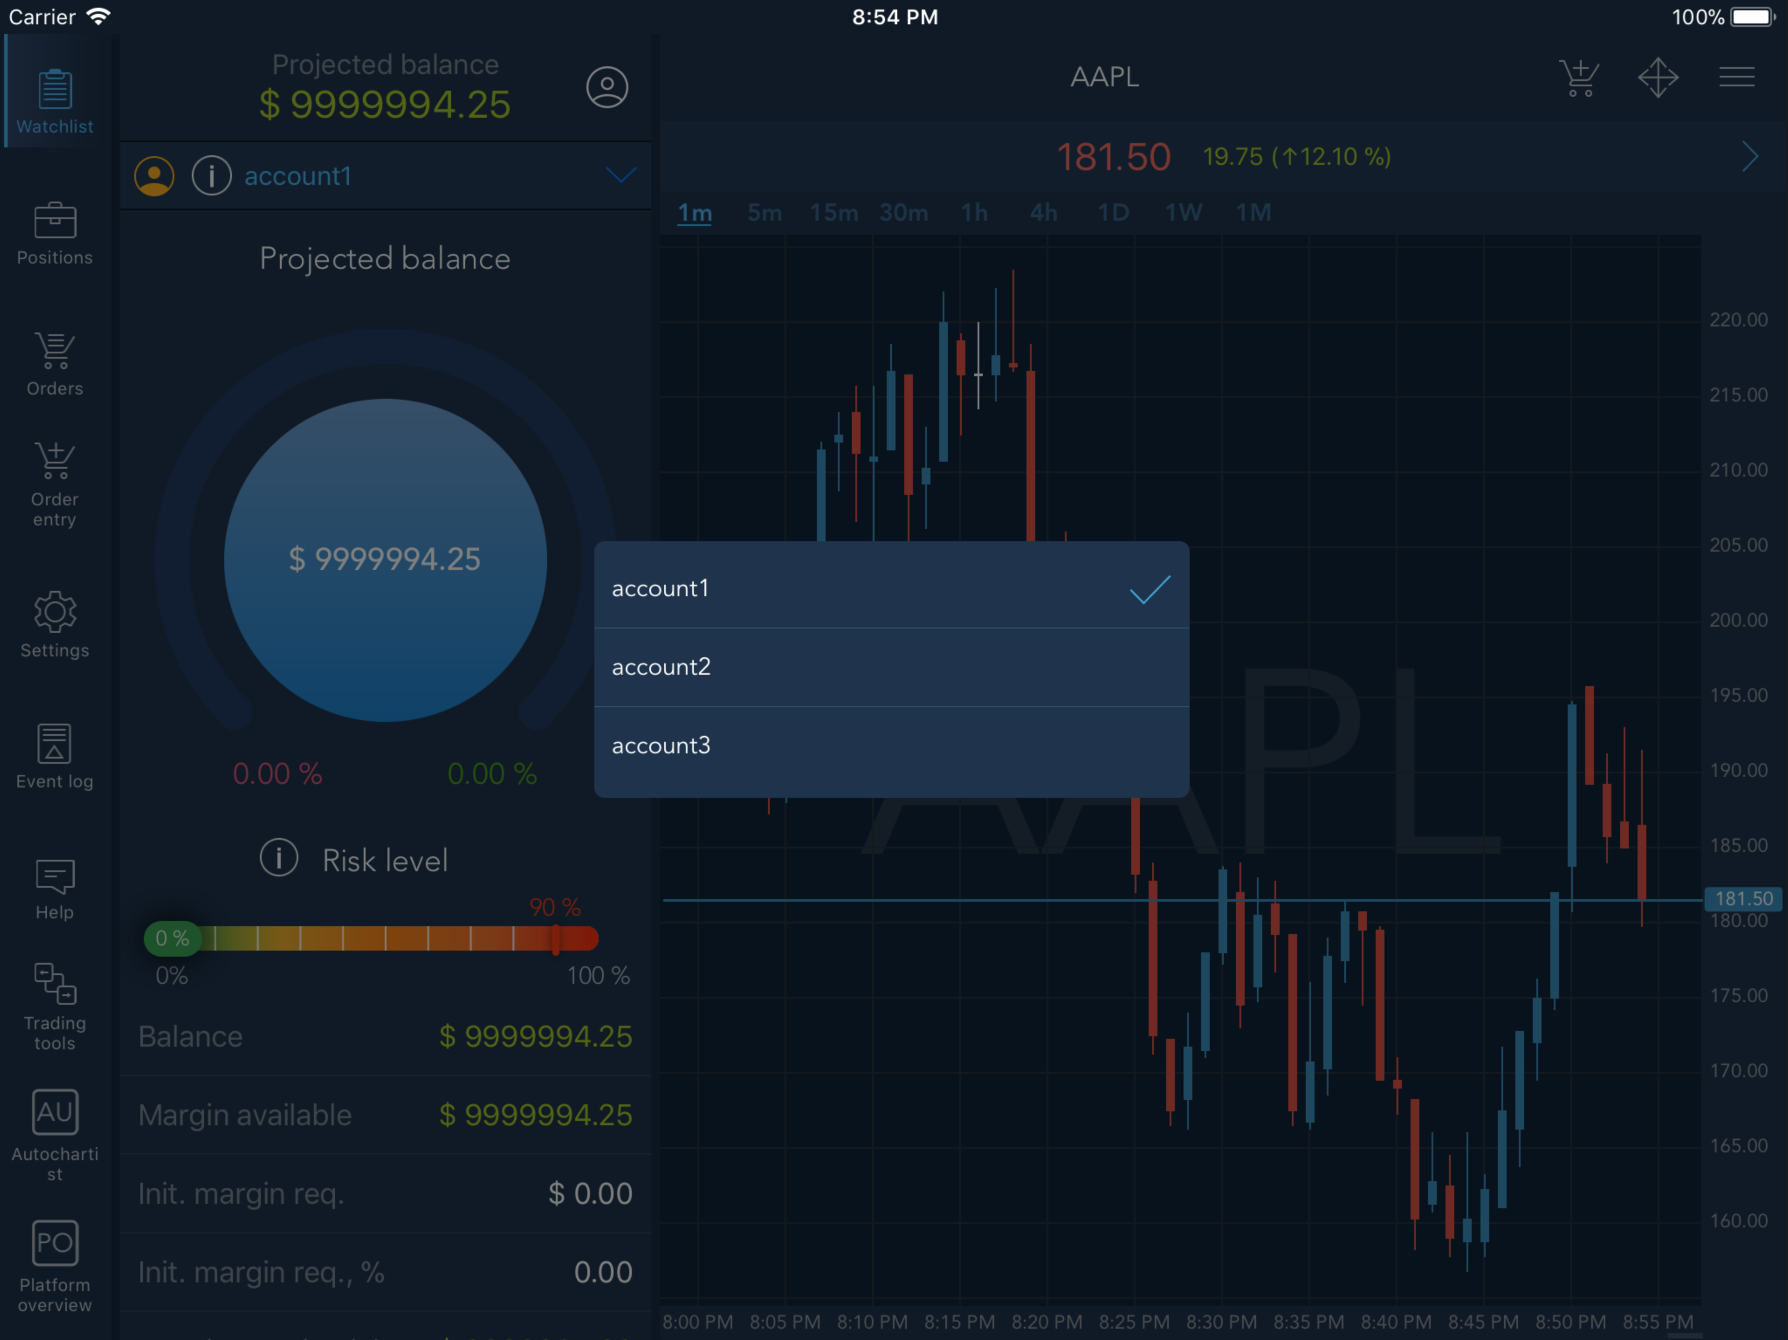 Carrier
8:54 PM
100%
Watchlist
Positions
Orders
Order
entry
Settings
Event log
Help
Trading
tools
AU
Autocharti
st
PO
Platform
overview
Projected balance
$ 9999994.25
account1
Projected balance
$ 9999994.25
0.00 % 0.00 %
i Risk level
90 %
0 %
0% 100 %
Balance $ 9999994.25
Margin available $ 9999994.25
Init. margin req. $ 0.00
Init. margin req., % 0.00
AAPL
181.50 19.75 (↑12.10 %)
1m 5m 15m 30m 1h 4h 1D 1W 1M
account1
account2
account3
AAPL
220.00
215.00
210.00
205.00
200.00
195.00
190.00
185.00
181.50
180.00
175.00
170.00
165.00
160.00
8:00 PM 8:05 PM 8:10 PM 8:15 PM 8:20 PM 8:25 PM 8:30 PM 8:35 PM 8:40 PM 8:45 PM 8:50 PM 8:55 PM